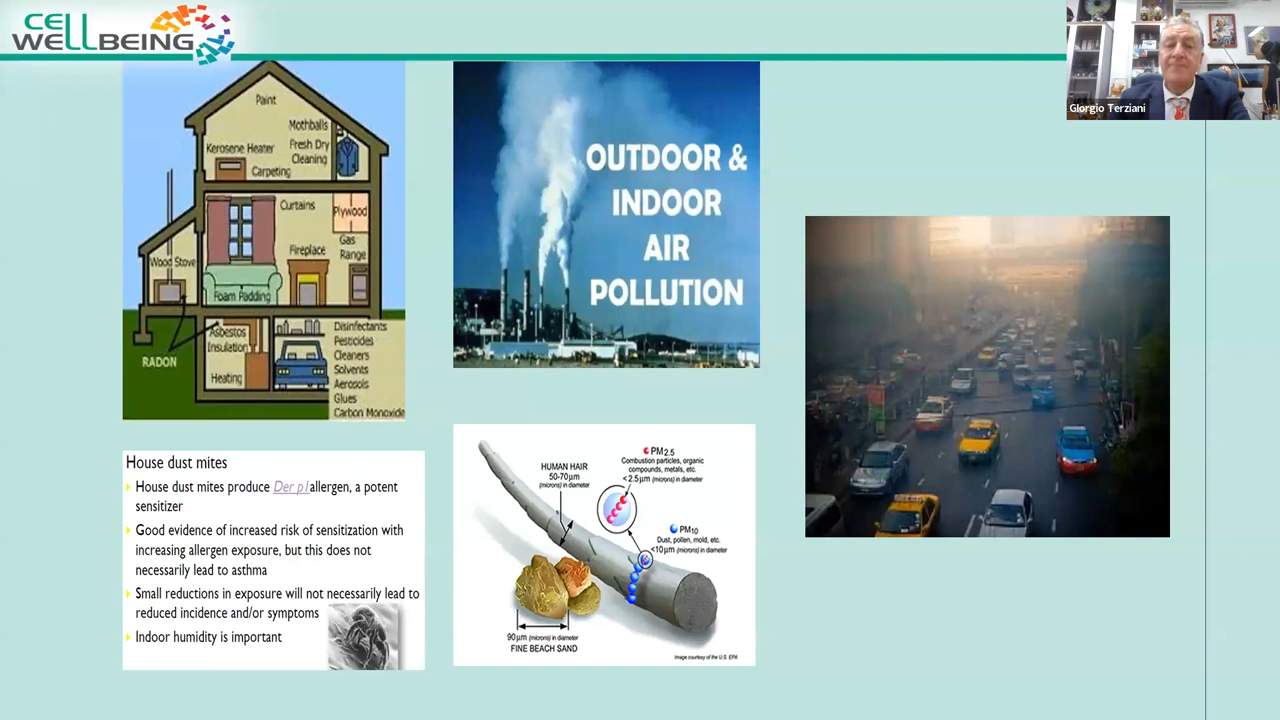 CELL
WELLBEING
GIorgio Terziani
Paint
Mothballs
Kerosene Heater
Fresh Dry
Cleaning
Carpeting
Curtains
Plywood
Fireplace
Gas
Range
Wood Stove
Foam Padding
Asbestos
Insulation
RADON
Heating
Disinfectants
Pesticides
Cleaners
Solvents
Aerosols
Glues
Carbon Monoxide
OUTDOOR &
INDOOR
AIR
POLLUTION
House dust mites
House dust mites produce Der p1 allergen, a potent
sensitizer
Good evidence of increased risk of sensitization with
increasing allergen exposure, but this does not
necessarily lead to asthma
Small reductions in exposure will not necessarily lead to
reduced incidence and/or symptoms
Indoor humidity is important
HUMAN HAIR
50-70μm
(microns) in diameter
PM2.5
Combustion particles, organic
compounds, metals, etc.
<2.5μm (microns) in diameter
PM10
Dust, pollen, mold, etc.
<10μm (microns) in diameter
90μm (microns) in diameter
FINE BEACH SAND
Image courtesy of the U.S. EPA